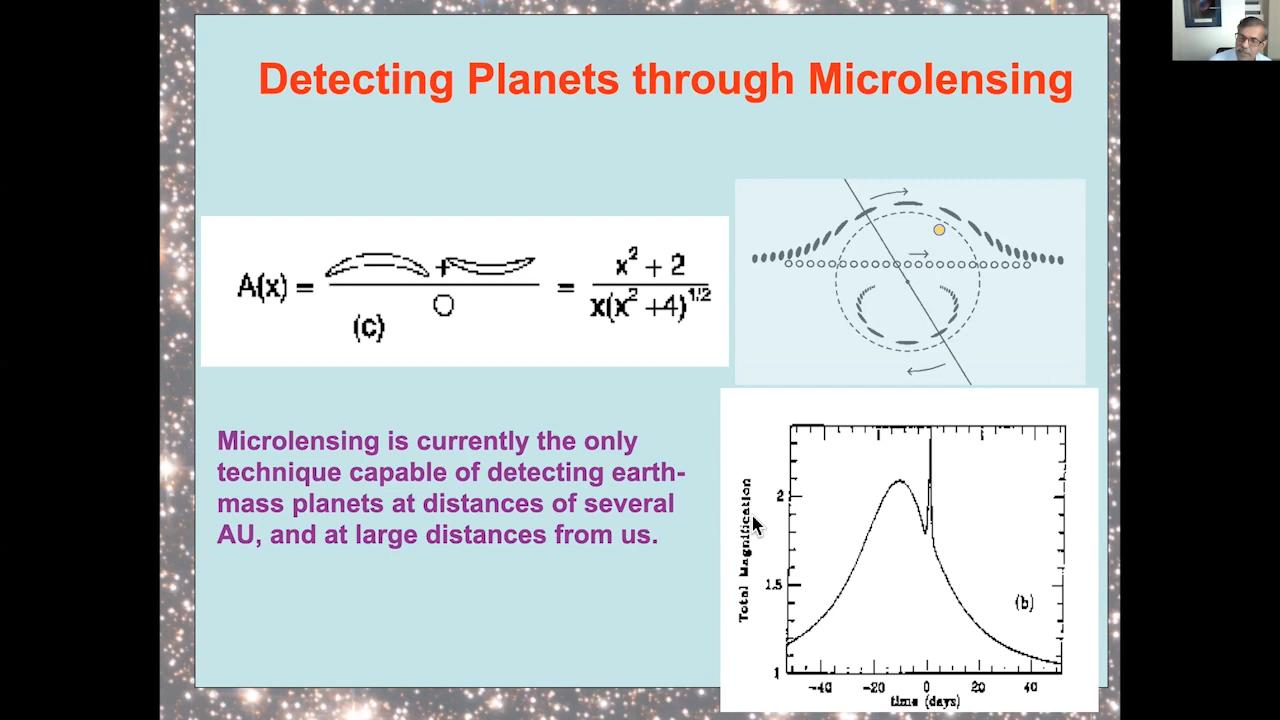 Detecting Planets through Microlensing
A(x) = + = x² + 2
(c) x(x² +4)^1/2
Microlensing is currently the only
technique capable of detecting earth-
mass planets at distances of several
AU, and at large distances from us.
Total Magnification
2
1.5
1
(b)
-40 -20 0 20 40
time (days)